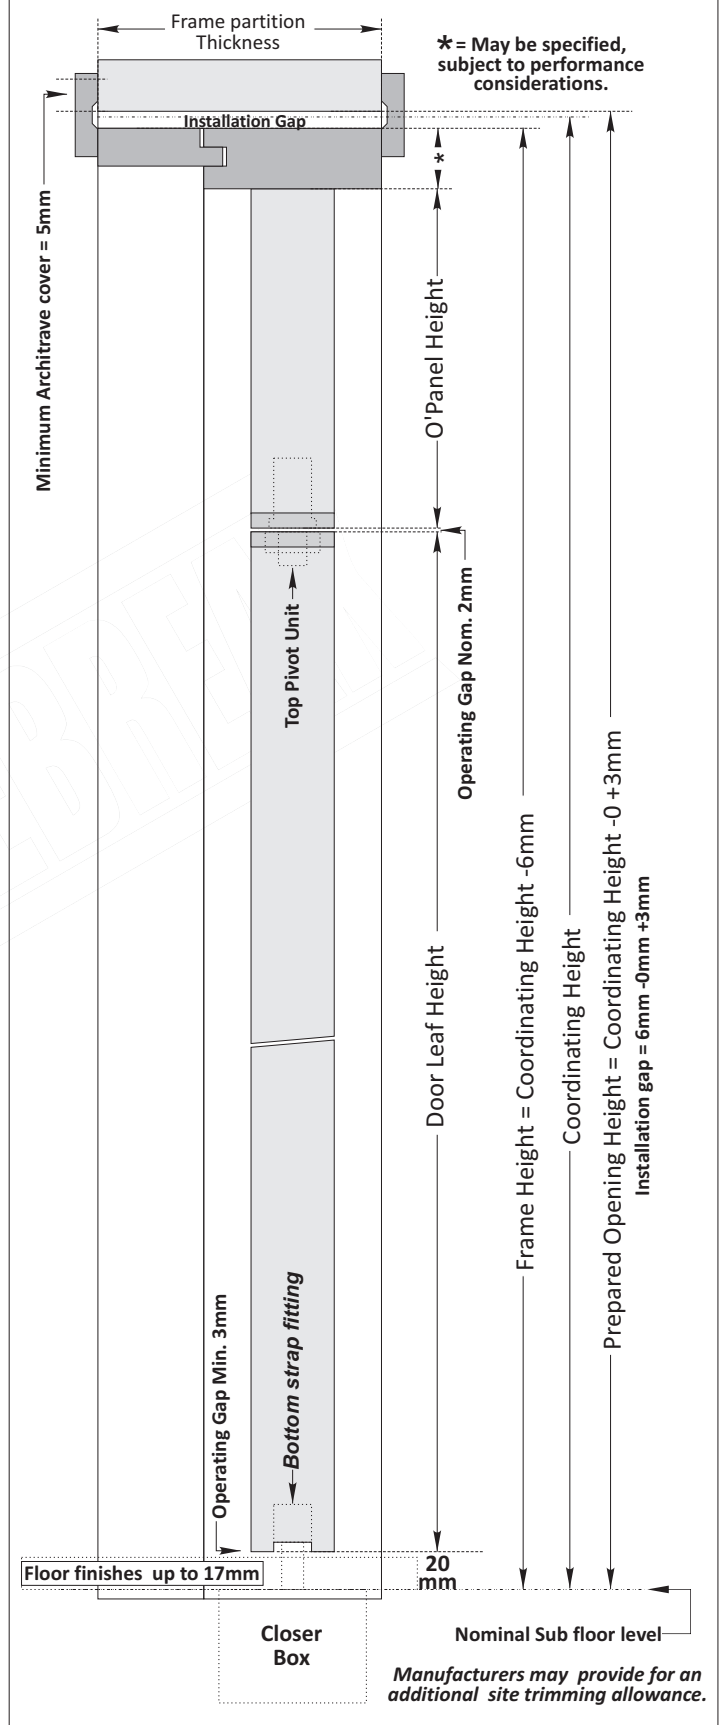 Frame partition
Thickness
* = May be specified,
subject to performance
considerations.
Installation Gap
*
Minimum Architrave cover = 5mm
O'Panel Height
Top Pivot Unit
Operating Gap Nom. 2mm
Door Leaf Height
Frame Height = Coordinating Height -6mm
Coordinating Height
Prepared Opening Height = Coordinating Height -0 +3mm
Installation gap = 6mm -0mm +3mm
Operating Gap Min. 3mm
Bottom strap fitting
Floor finishes up to 17mm
20
mm
Closer
Box
Nominal Sub floor level
Manufacturers may provide for an
additional site trimming allowance.